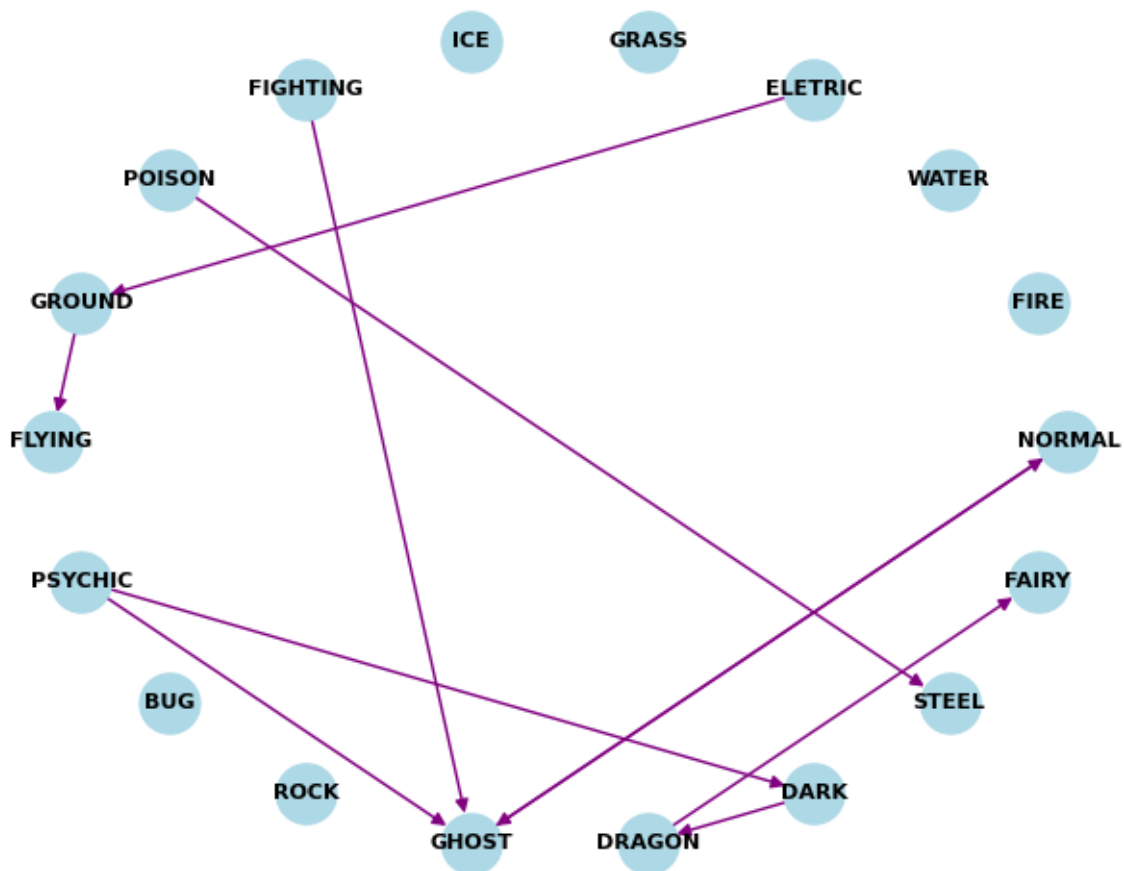 ICE
GRASS
FIGHTING
ELETRIC
POISON
WATER
GROUND
FIRE
FLYING
NORMAL
PSYCHIC
FAIRY
BUG
STEEL
ROCK
DARK
GHOST
DRAGON